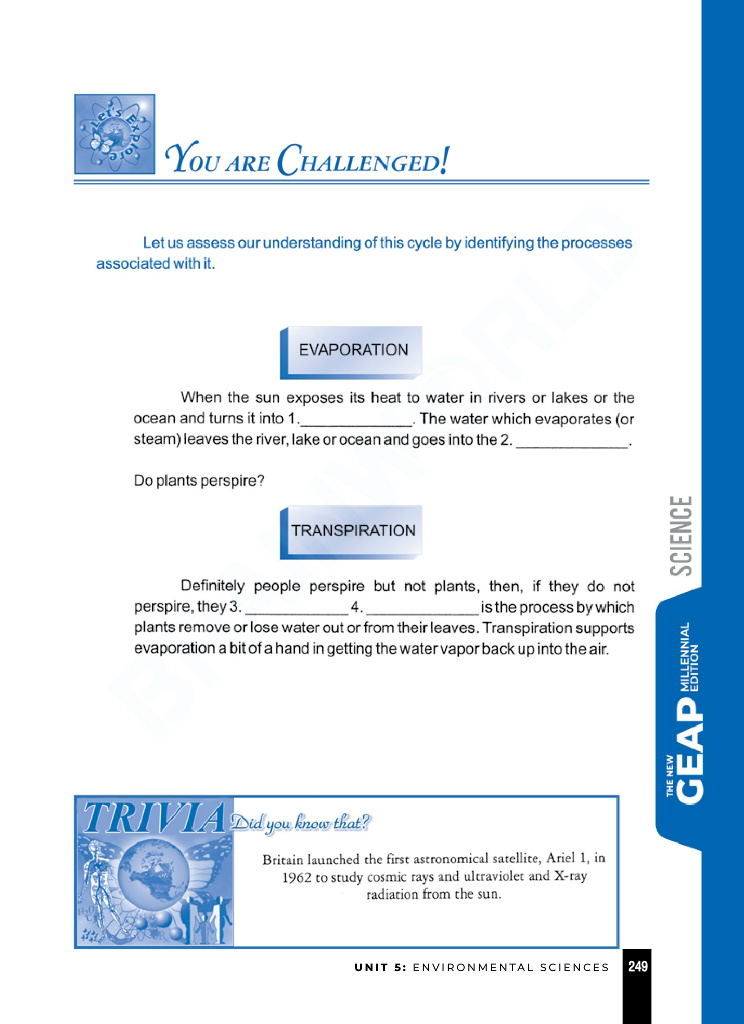 Let's Explore
YOU ARE CHALLENGED!
Let us assess our understanding of this cycle by identifying the processes
associated with it.
EVAPORATION
When the sun exposes its heat to water in rivers or lakes or the
ocean and turns it into 1.______________. The water which evaporates (or
steam) leaves the river, lake or ocean and goes into the 2. ______________.
Do plants perspire?
TRANSPIRATION
Definitely people perspire but not plants, then, if they do not
perspire, they 3. _____________ 4. ______________ is the process by which
plants remove or lose water out or from their leaves. Transpiration supports
evaporation a bit of a hand in getting the water vapor back up into the air.
SCIENCE
THE NEW
GEAP
MILLENNIAL
EDITION
TRIVIA
Did you know that?
Britain launched the first astronomical satellite, Ariel 1, in
1962 to study cosmic rays and ultraviolet and X-ray
radiation from the sun.
UNIT 5: ENVIRONMENTAL SCIENCES 249